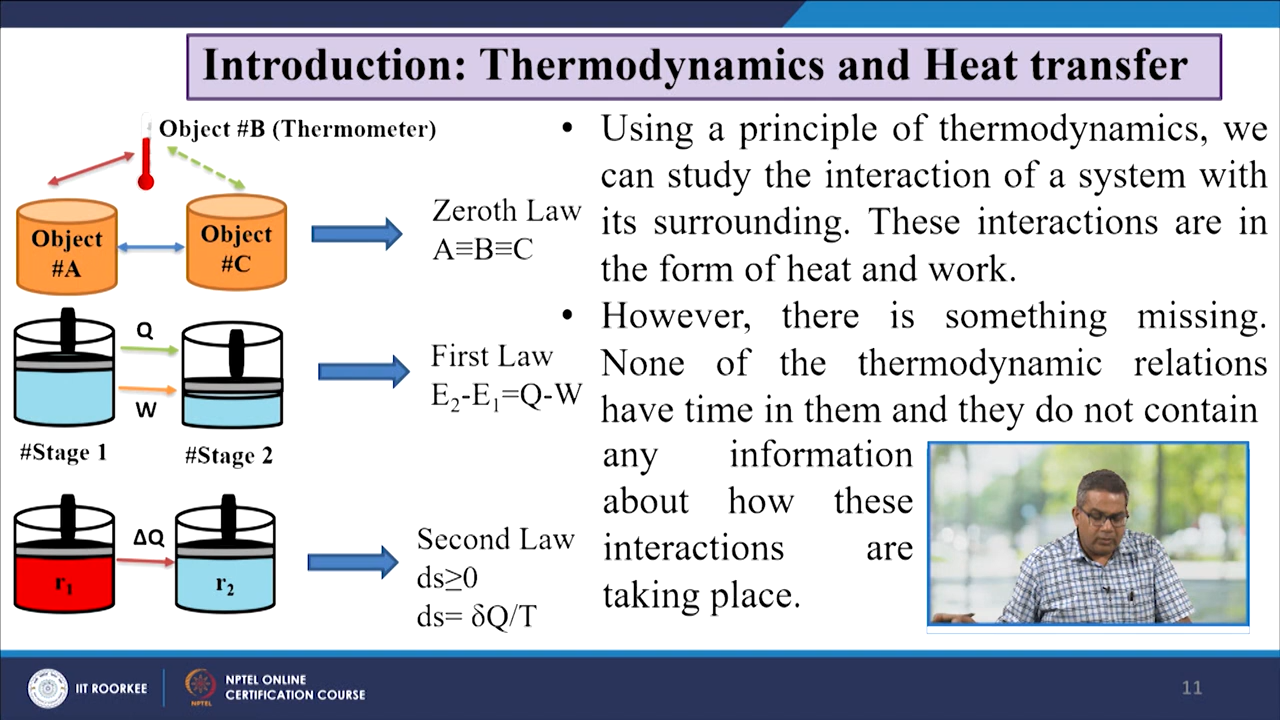 Introduction: Thermodynamics and Heat transfer
Object #B (Thermometer)
Object
#A
Object
#C
Zeroth Law
A≡B≡C
Q
W
#Stage 1
#Stage 2
First Law
E₂-E₁=Q-W
r₁
ΔQ
r₂
Second Law
ds≥0
ds= δQ/T
• Using a principle of thermodynamics, we
can study the interaction of a system with
its surrounding. These interactions are in
the form of heat and work.
• However, there is something missing.
None of the thermodynamic relations
have time in them and they do not contain
any information
about how these
interactions are
taking place.
IIT ROORKEE
NPTEL
NPTEL ONLINE
CERTIFICATION COURSE
11